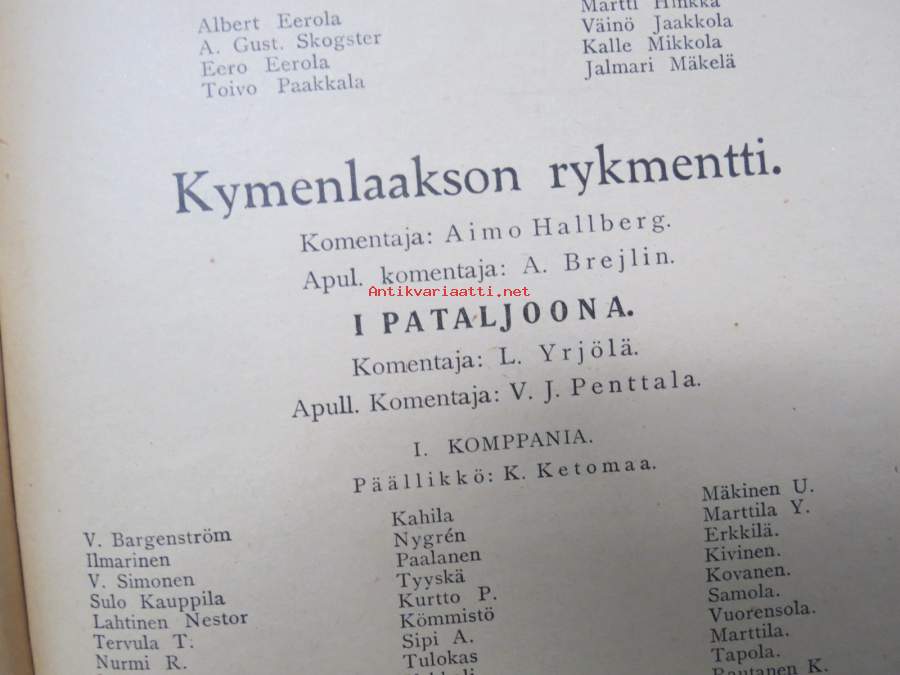 Albert Eerola
A. Gust. Skogster
Eero Eerola
Toivo Paakkala
Martti Hinkka
Väinö Jaakkola
Kalle Mikkola
Jalmari Mäkelä
Kymenlaakson rykmentti.
Komentaja: Aimo Hallberg.
Apul. komentaja: A. Brejlin.
Antikvariaatti.net
I PATALJOONA.
Komentaja: L. Yrjölä.
Apull. Komentaja: V. J. Penttala.
I. KOMPPANIA.
Päällikkö: K. Ketomaa.
V. Bargenström
Ilmarinen
V. Simonen
Sulo Kauppila
Lahtinen Nestor
Tervula T:
Nurmi R.
Kahila
Nygrén
Paalanen
Tyyskä
Kurtto P.
Kömmistö
Sipi A.
Tulokas
Mäkinen U.
Marttila Y.
Erkkilä.
Kivinen.
Kovanen.
Samola.
Vuorensola.
Marttila.
Tapola.
Rautanen K.